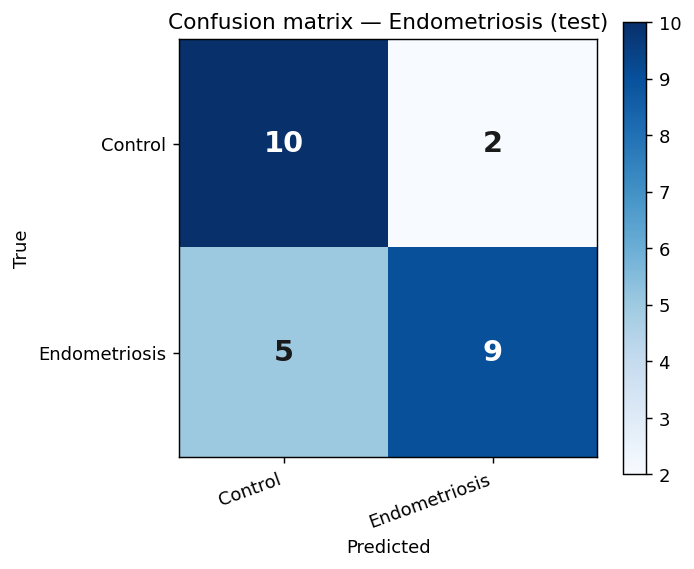 Confusion matrix — Endometriosis (test)
True
Control
10
2
Endometriosis
5
9
Control
Endometriosis
Predicted
10
9
8
7
6
5
4
3
2